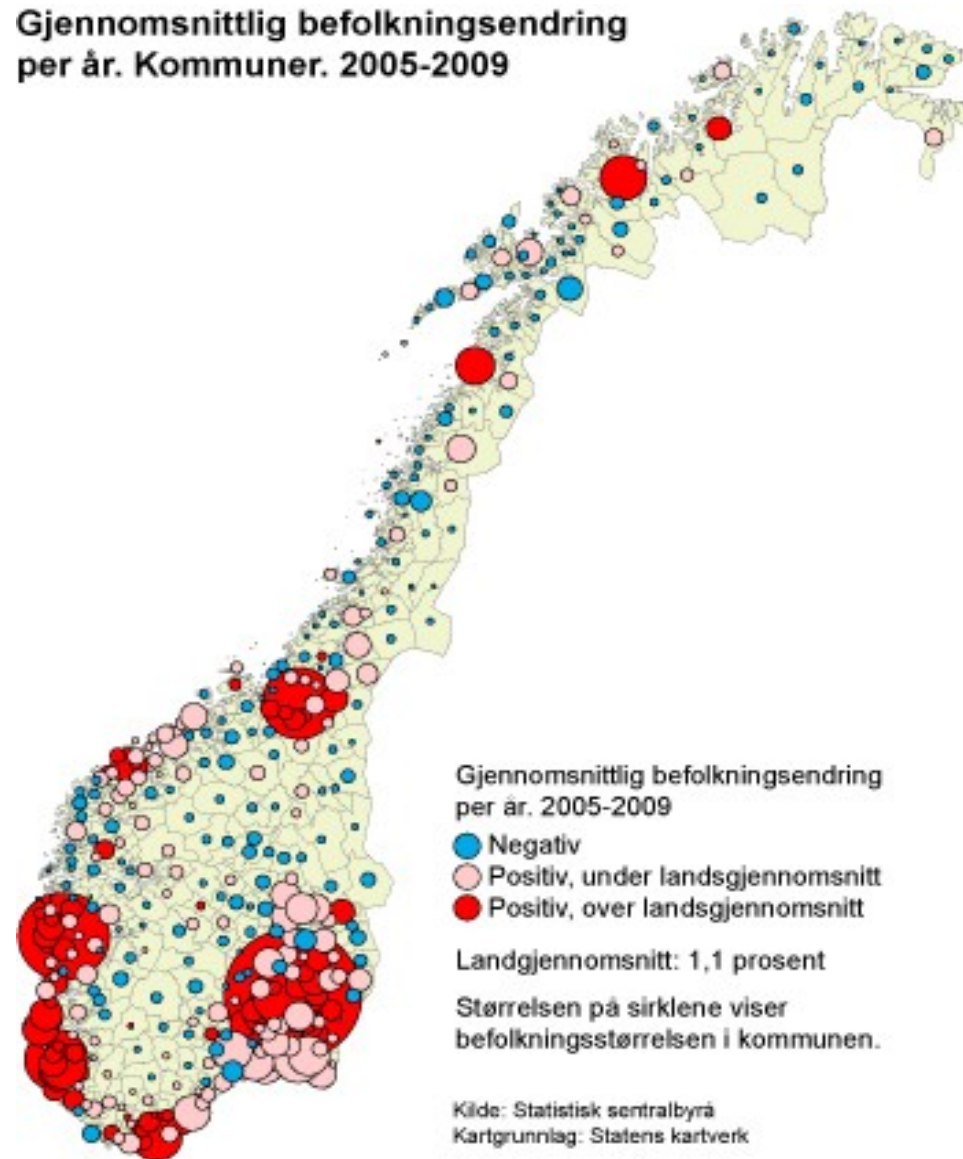 Gjennomsnittlig befolkningsendring
per år. Kommuner. 2005-2009
Gjennomsnittlig befolkningsendring
per år. 2005-2009
Negativ
Positiv, under landsgjennomsnitt
Positiv, over landsgjennomsnitt
Landgjennomsnitt: 1,1 prosent
Størrelsen på sirklene viser
befolkningsstørrelsen i kommunen.
Kilde: Statistisk sentralbyrå
Kartgrunnlag: Statens kartverk